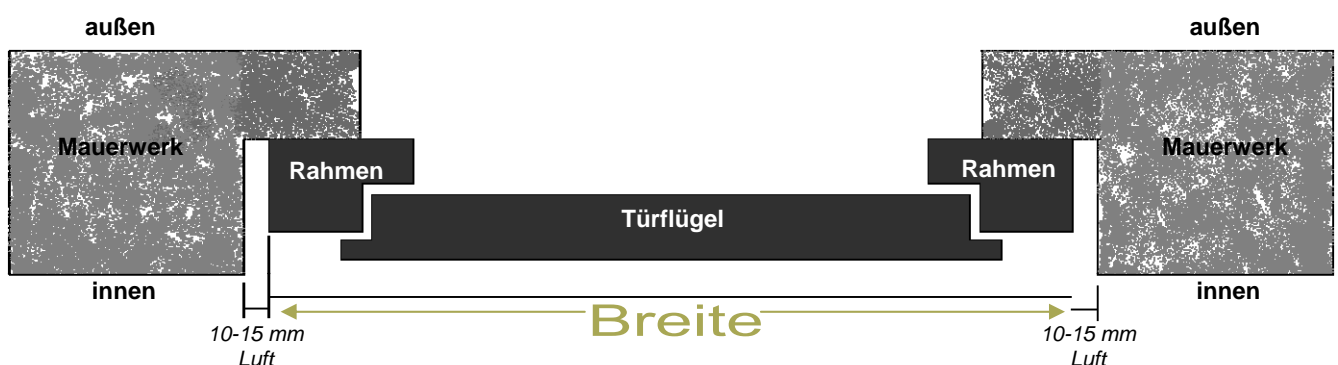 außen außen
Mauerwerk Mauerwerk
Rahmen Rahmen
Türflügel
innen innen
Breite
10-15 mm 10-15 mm
Luft Luft